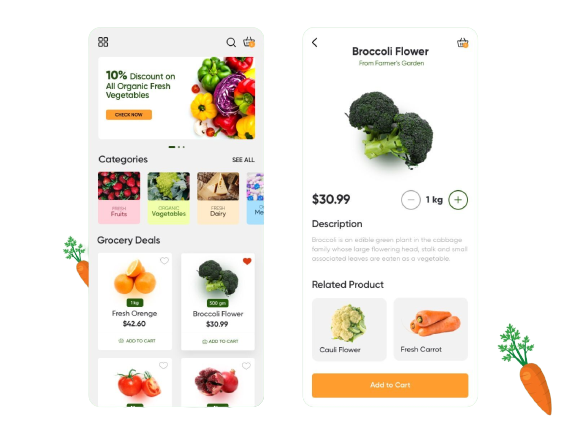 10% Discount on
All Organic Fresh
Vegetables
CHECK NOW
Categories
SEE ALL
FRESH
Fruits
ORGANIC
Vegetables
FRESH
Dairy
Me
Grocery Deals
1kg
Fresh Orenge
$42.60
ADD TO CART
500 gm
Broccoli Flower
$30.99
ADD TO CART
Broccoli Flower
From Farmer's Garden
$30.99
1 kg
Description
Broccoli is an edible green plant in the cabbage
family whose large flowering head, stalk and small
associated leaves are eaten as a vegetable.
Related Product
Cauli Flower
Fresh Carrot
Add to Cart